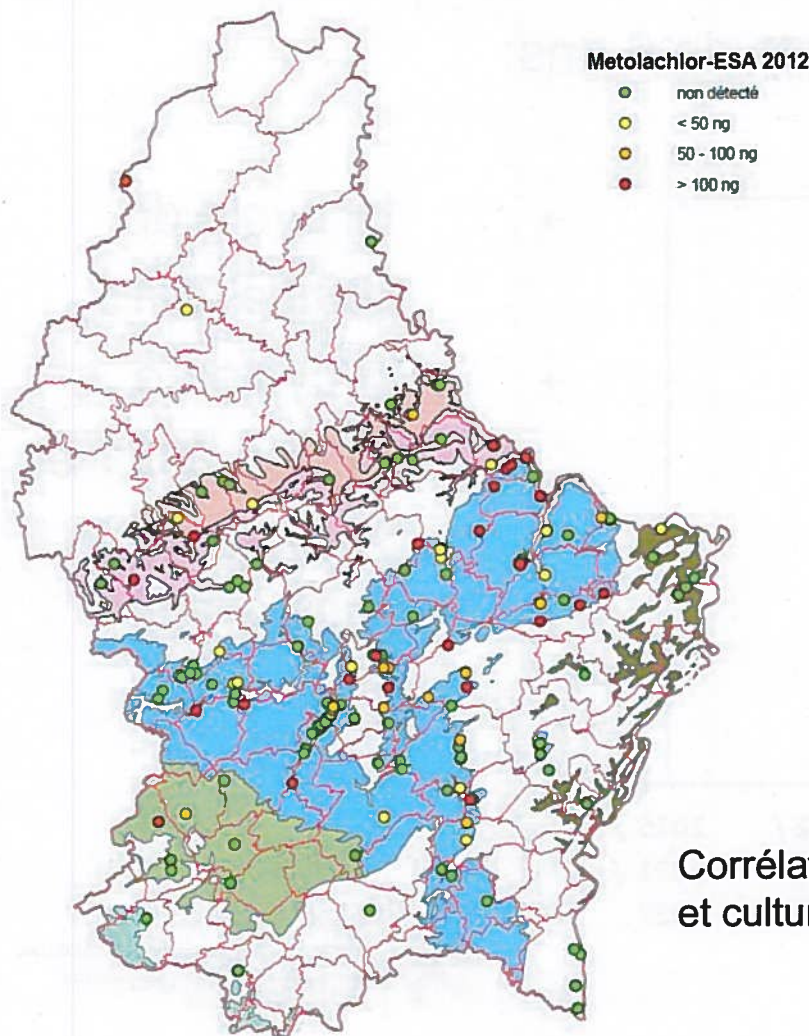 Metolachlor-ESA 2012
non détecté
< 50 ng
50 - 100 ng
> 100 ng
Corrélat
et cultur